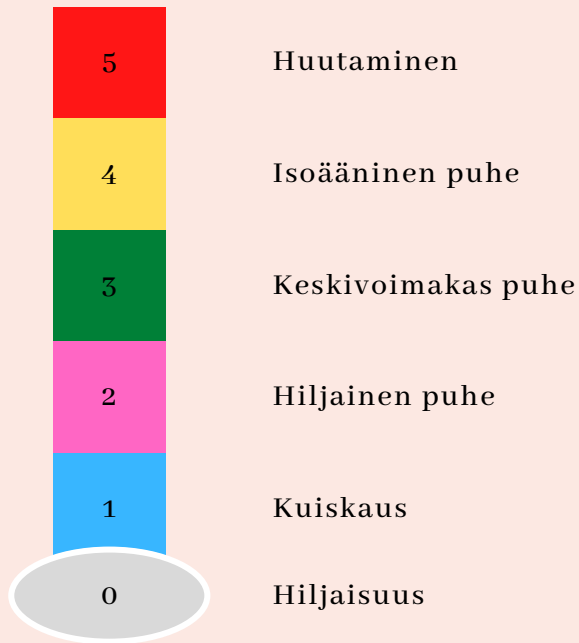 5 Huutaminen
4 Isoääninen puhe
3 Keskivoimakas puhe
2 Hiljainen puhe
1 Kuiskaus
0 Hiljaisuus